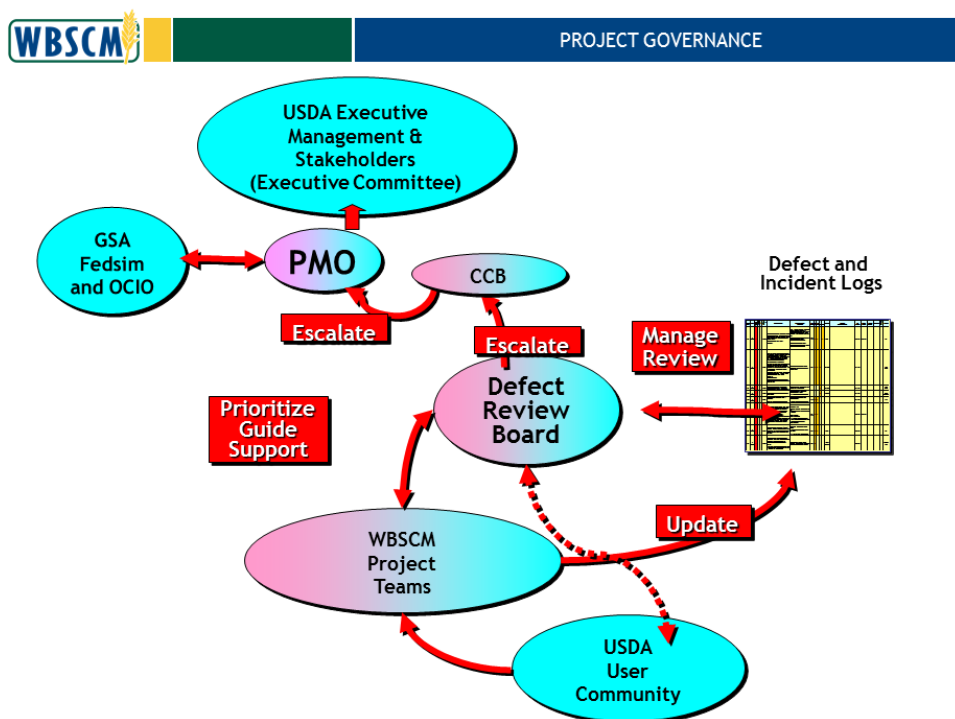 WBSCM
PROJECT GOVERNANCE
USDA Executive
Management &
Stakeholders
(Executive Committee)
GSA
Fedsim
and OCIO
PMO
CCB
Defect and
Incident Logs
Escalate
Escalate
Manage
Review
Defect
Review
Board
Prioritize
Guide
Support
Update
WBSCM
Project
Teams
USDA
User
Community